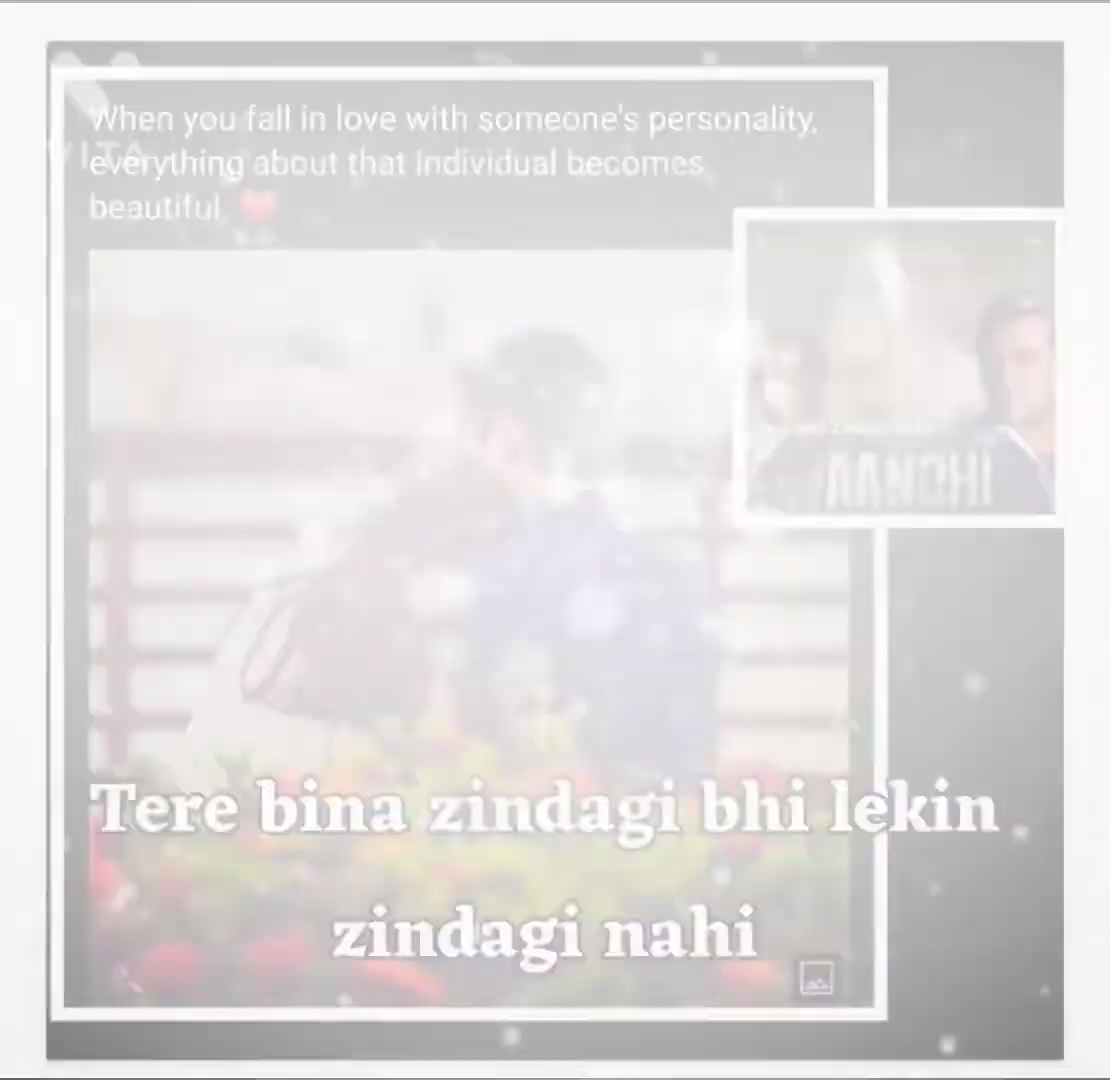 When you fall in love with someone's personality,
everything about that individual becomes
beautiful
VITA
AANDHI
Tere bina zindagi bhi lekin
zindagi nahi